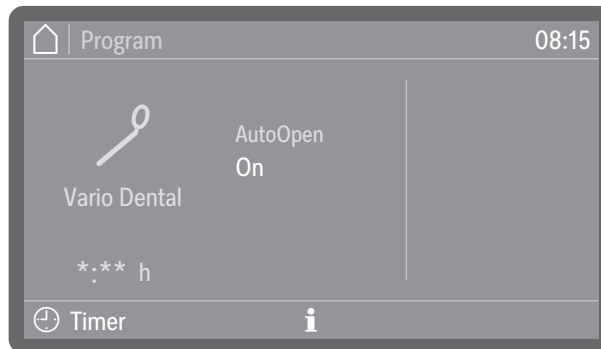 Program
08:15
AutoOpen
On
Vario Dental
*:** h
Timer
i